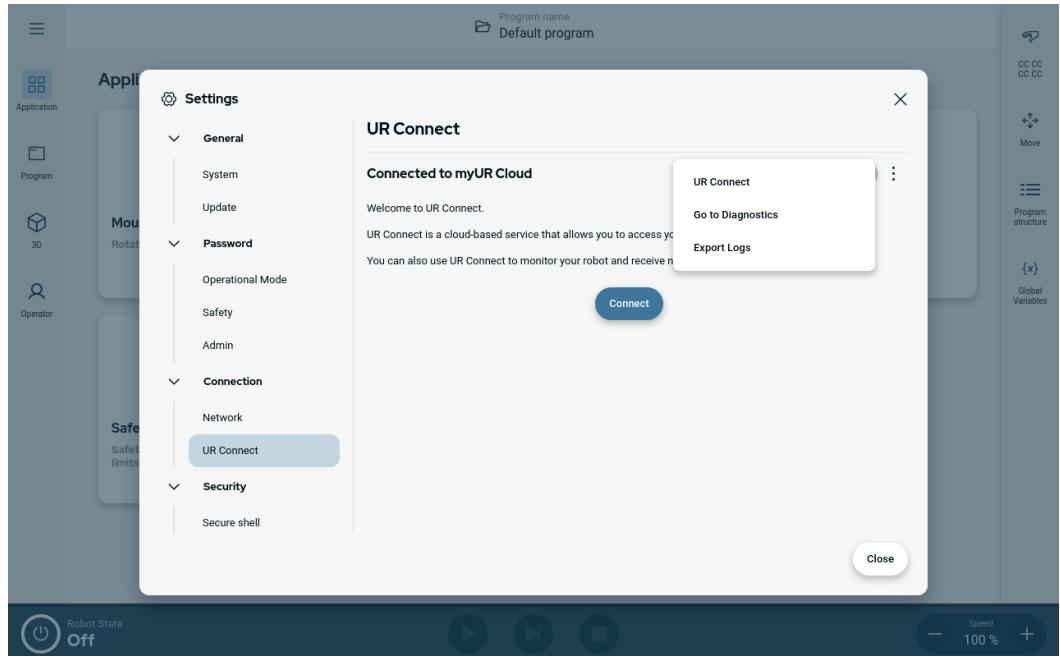 Program name
Default program
Application
Program
3D
Operator
Appli
Mou
Rotat
Safe
Safet
limits
Settings
General
System
Update
Password
Operational Mode
Safety
Admin
Connection
Network
UR Connect
Security
Secure shell
UR Connect
Connected to myUR Cloud
Welcome to UR Connect.
UR Connect is a cloud-based service that allows you to access yo
You can also use UR Connect to monitor your robot and receive n
Connect
UR Connect
Go to Diagnostics
Export Logs
Close
CC CC
CC CC
Move
Program
structure
{x}
Global
Variables
Robot State
Off
Speed
100 %